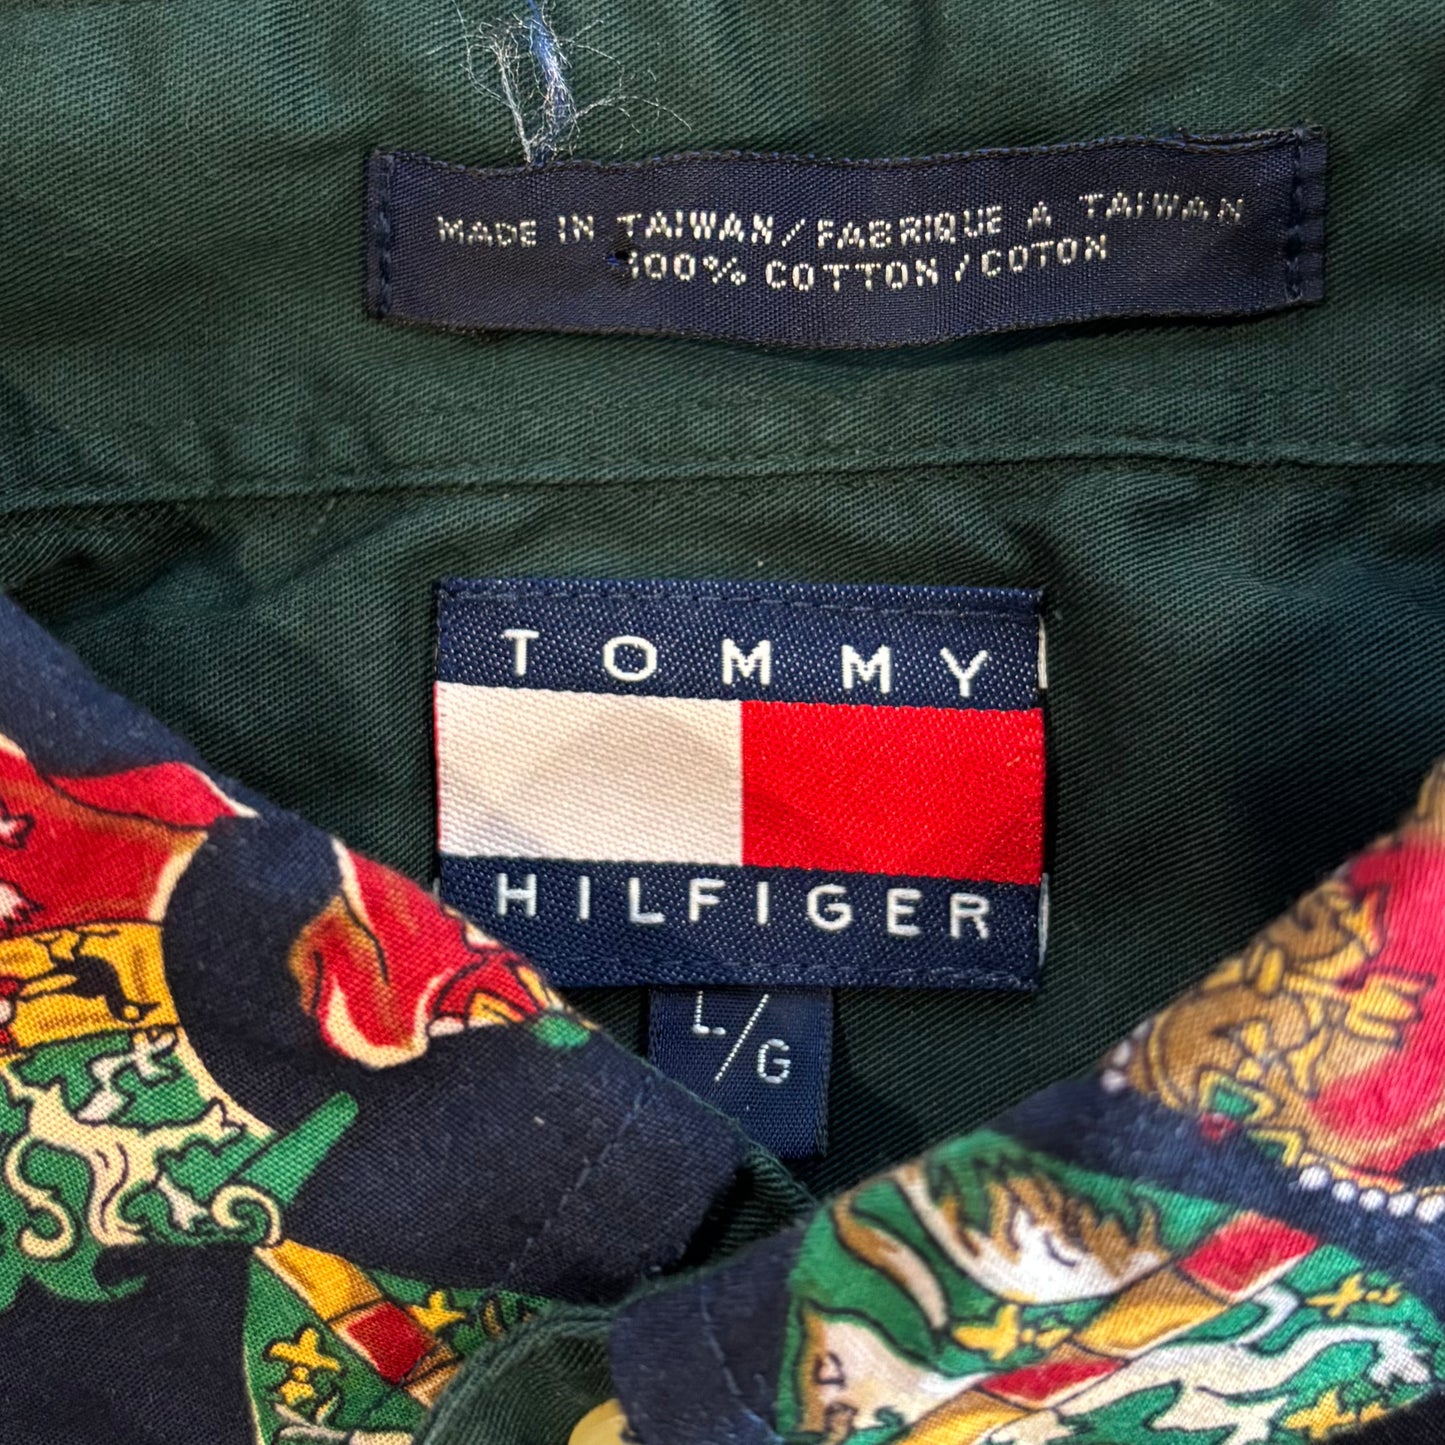 MADE IN TAIWAN/FABRIQUE A TAIWAN
100% COTTON/COTON
TOMMY
HILFIGER
L/G